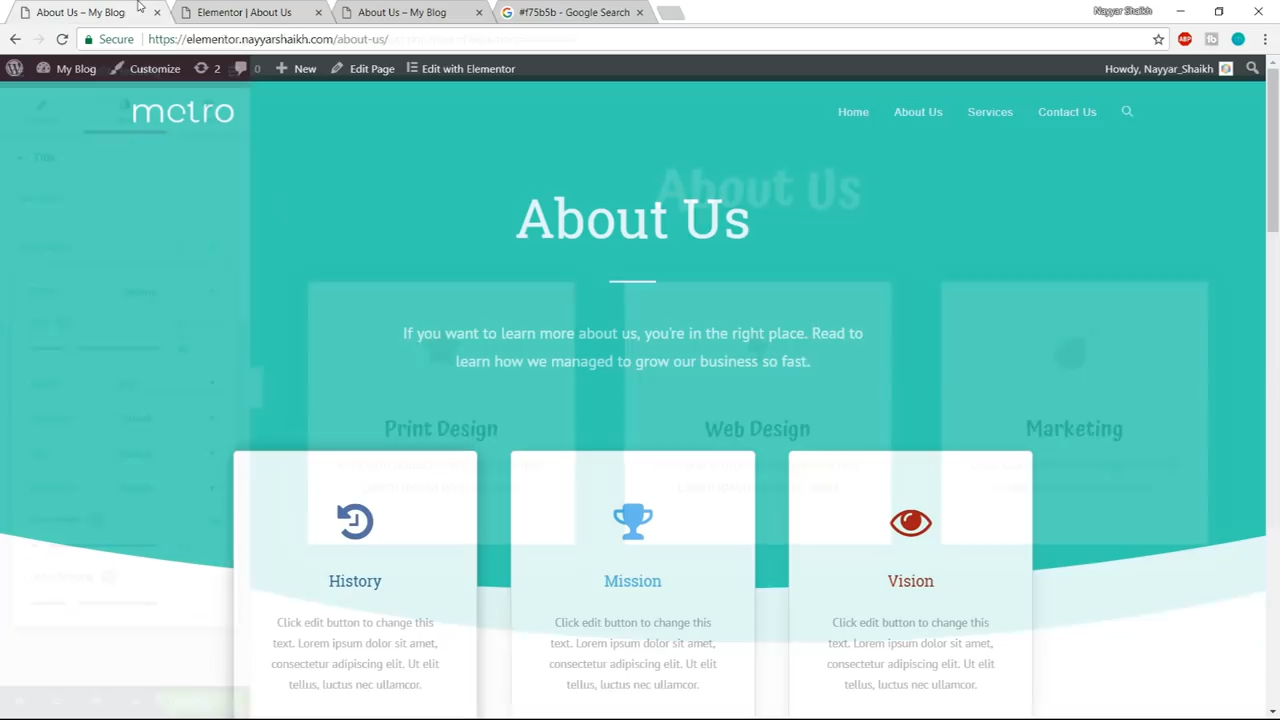 About Us – My Blog
Elementor | About Us
About Us – My Blog
#f75b5b - Google Search
Nayyar Shaikh
Secure
https://elementor.nayyarshaikh.com/about-us/
My Blog
Customize
2
0
New
Edit Page
Edit with Elementor
Howdy, Nayyar_Shaikh
metro
Home
About Us
Services
Contact Us
Title
About Us
About Us
If you want to learn more about us, you're in the right place. Read to
learn how we managed to grow our business so fast.
Print Design
Web Design
Marketing
History
Mission
Vision
Click edit button to change this
text. Lorem ipsum dolor sit amet,
consectetur adipiscing elit. Ut elit
tellus, luctus nec ullamcor.
Click edit button to change this
text. Lorem ipsum dolor sit amet,
consectetur adipiscing elit. Ut elit
tellus, luctus nec ullamcor.
Click edit button to change this
text. Lorem ipsum dolor sit amet,
consectetur adipiscing elit. Ut elit
tellus, luctus nec ullamcor.